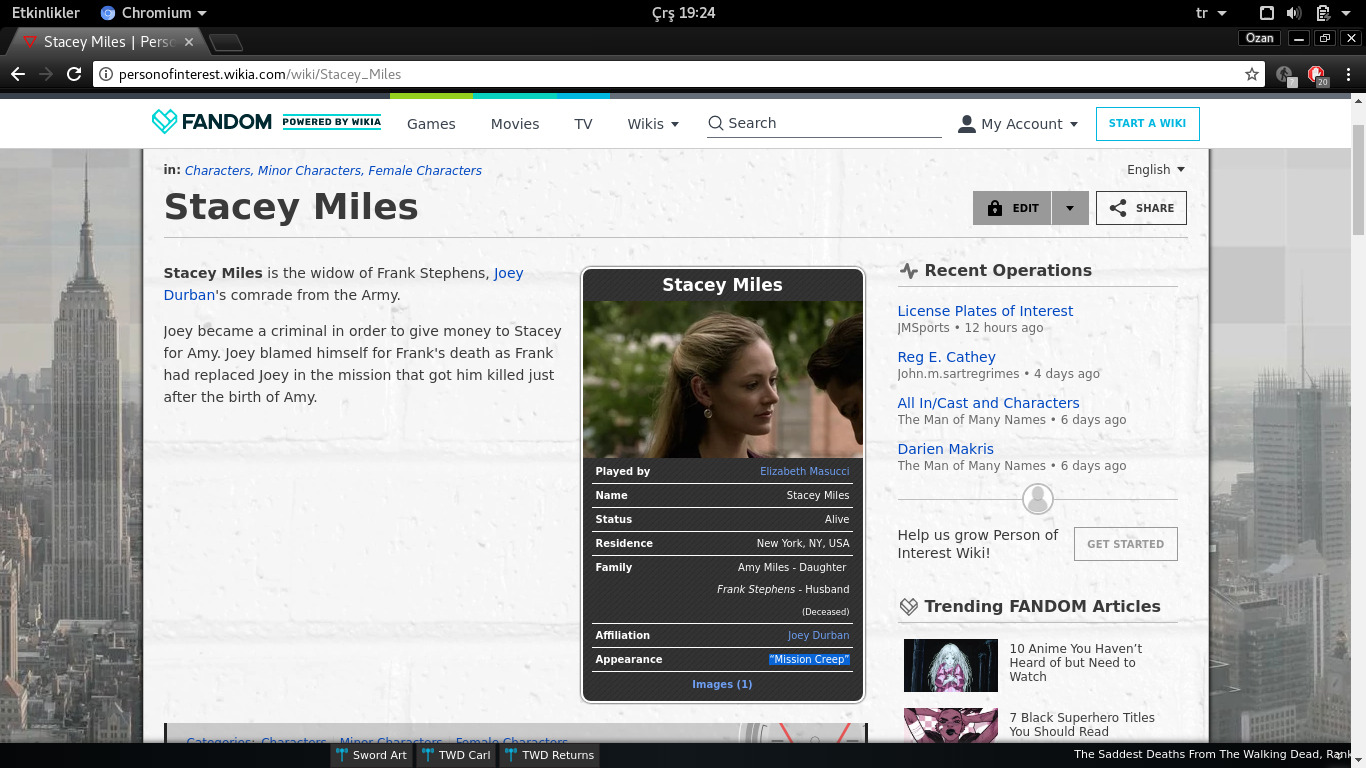 Etkinlikler
Chromium
Çrş 19:24
tr
Stacey Miles | Perso
Ozan
personofinterest.wikia.com/wiki/Stacey_Miles
?
20
FANDOM
POWERED BY WIKIA
Games
Movies
TV
Wikis
Search
My Account
START A WIKI
in: Characters, Minor Characters, Female Characters
English
Stacey Miles
EDIT
SHARE
Stacey Miles is the widow of Frank Stephens, Joey
Durban's comrade from the Army.
Joey became a criminal in order to give money to Stacey
for Amy. Joey blamed himself for Frank's death as Frank
had replaced Joey in the mission that got him killed just
after the birth of Amy.
Stacey Miles
Played by Elizabeth Masucci
Name Stacey Miles
Status Alive
Residence New York, NY, USA
Family Amy Miles - Daughter
Frank Stephens - Husband
(Deceased)
Affiliation Joey Durban
Appearance “Mission Creep”
Images (1)
Recent Operations
License Plates of Interest
JMSports • 12 hours ago
Reg E. Cathey
John.m.sartregrimes • 4 days ago
All In/Cast and Characters
The Man of Many Names • 6 days ago
Darien Makris
The Man of Many Names • 6 days ago
Help us grow Person of
Interest Wiki!
GET STARTED
Trending FANDOM Articles
10 Anime You Haven’t
Heard of but Need to
Watch
7 Black Superhero Titles
You Should Read
Categories: Characters Minor Characters Female Characters
Sword Art
TWD Carl
TWD Returns
The Saddest Deaths From The Walking Dead, Rank